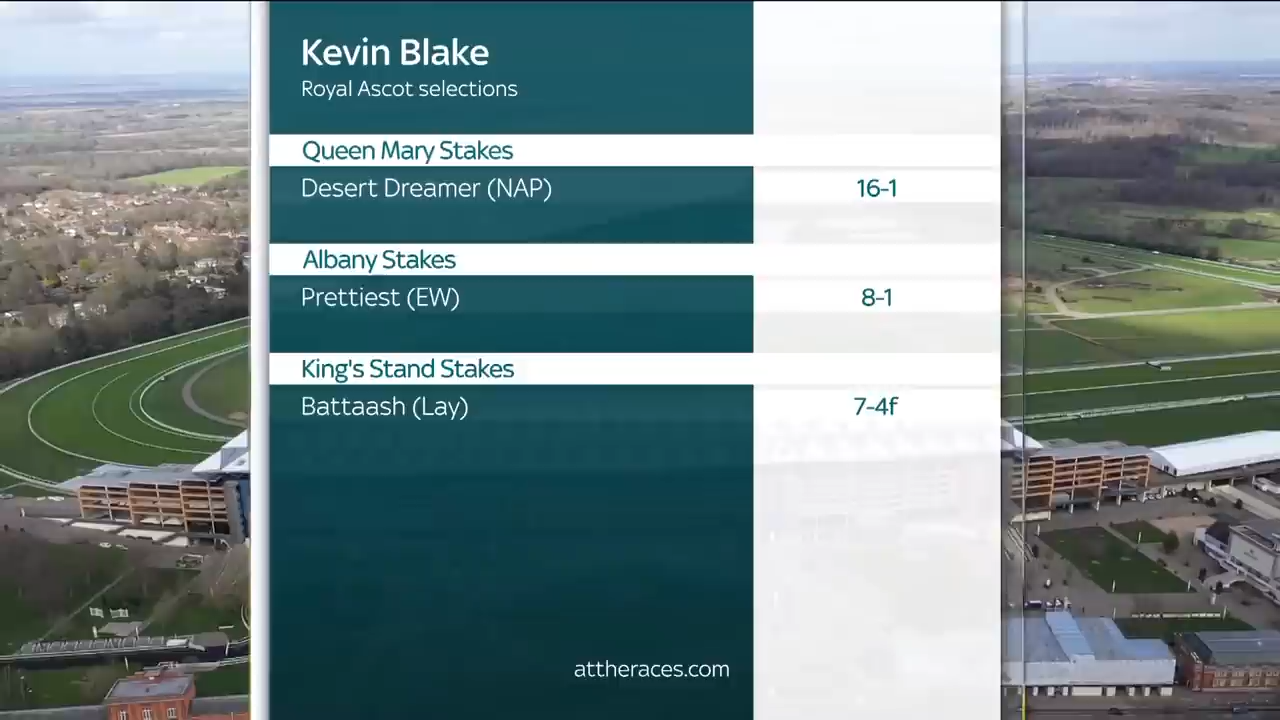 Kevin Blake
Royal Ascot selections
Queen Mary Stakes
Desert Dreamer (NAP) 16-1
Albany Stakes
Prettiest (EW) 8-1
King's Stand Stakes
Battaash (Lay) 7-4f
attheraces.com